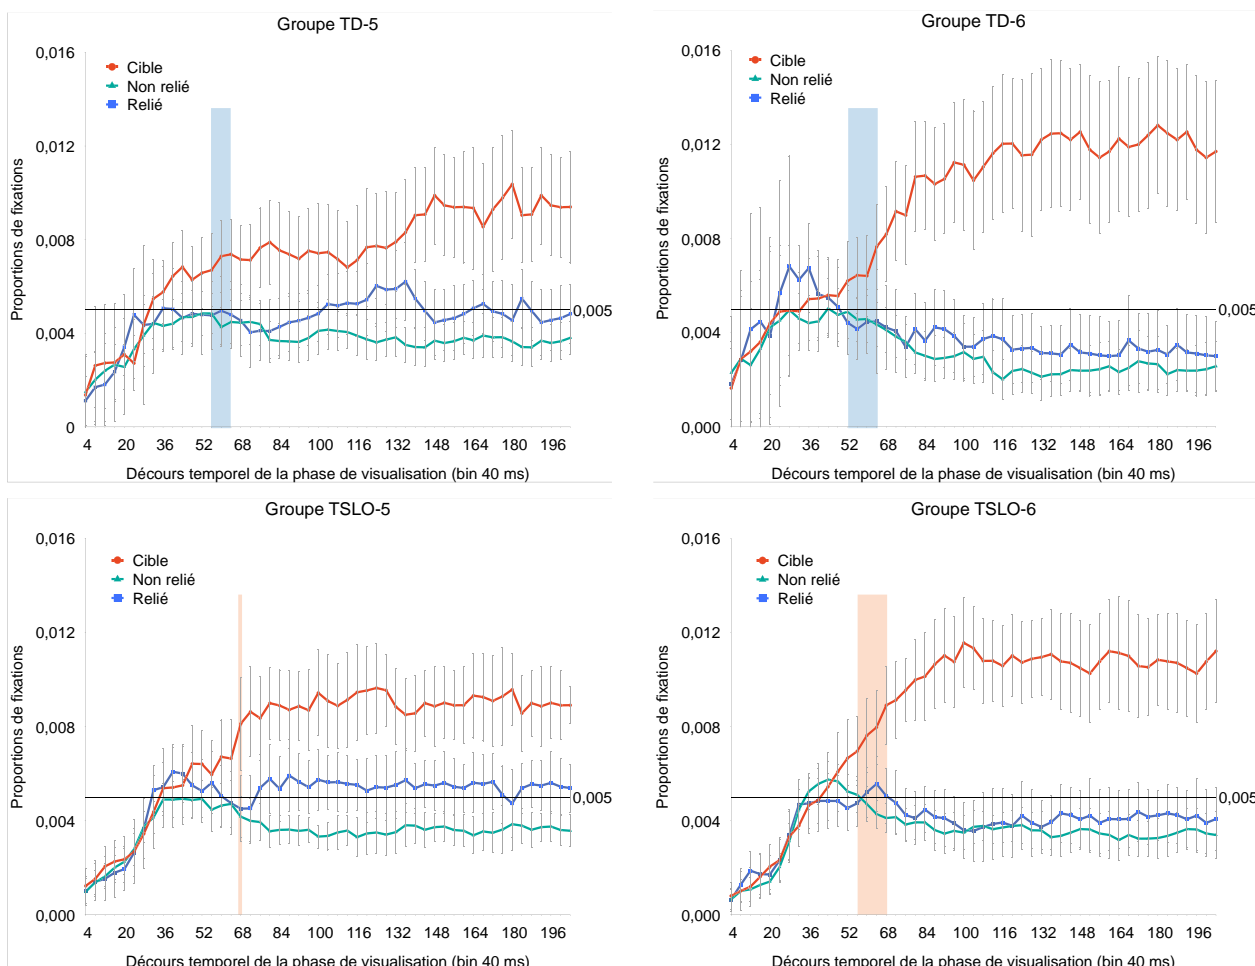 Groupe TD-5
0,016
Cible
Non relié
Relié
0,012
0,008
0,004
0
0,005
Proportions de fixations
4 20 36 52 68 84 100 116 132 148 164 180 196
Décours temporel de la phase de visualisation (bin 40 ms)
Groupe TD-6
0,016
Cible
Non relié
Relié
0,012
0,008
0,004
0,000
0,005
Proportions de fixations
4 20 36 52 68 84 100 116 132 148 164 180 196
Décours temporel de la phase de visualisation (bin 40 ms)
Groupe TSLO-5
0,016
Cible
Non relié
Relié
0,012
0,008
0,004
0,000
0,005
Proportions de fixations
4 20 36 52 68 84 100 116 132 148 164 180 196
Décours temporel de la phase de visualisation (bin 40 ms)
Groupe TSLO-6
0,016
Cible
Non relié
Relié
0,012
0,008
0,004
0,000
0,005
Proportions de fixations
4 20 36 52 68 84 100 116 132 148 164 180 196
Décours temporel de la phase de visualisation (bin 40 ms)